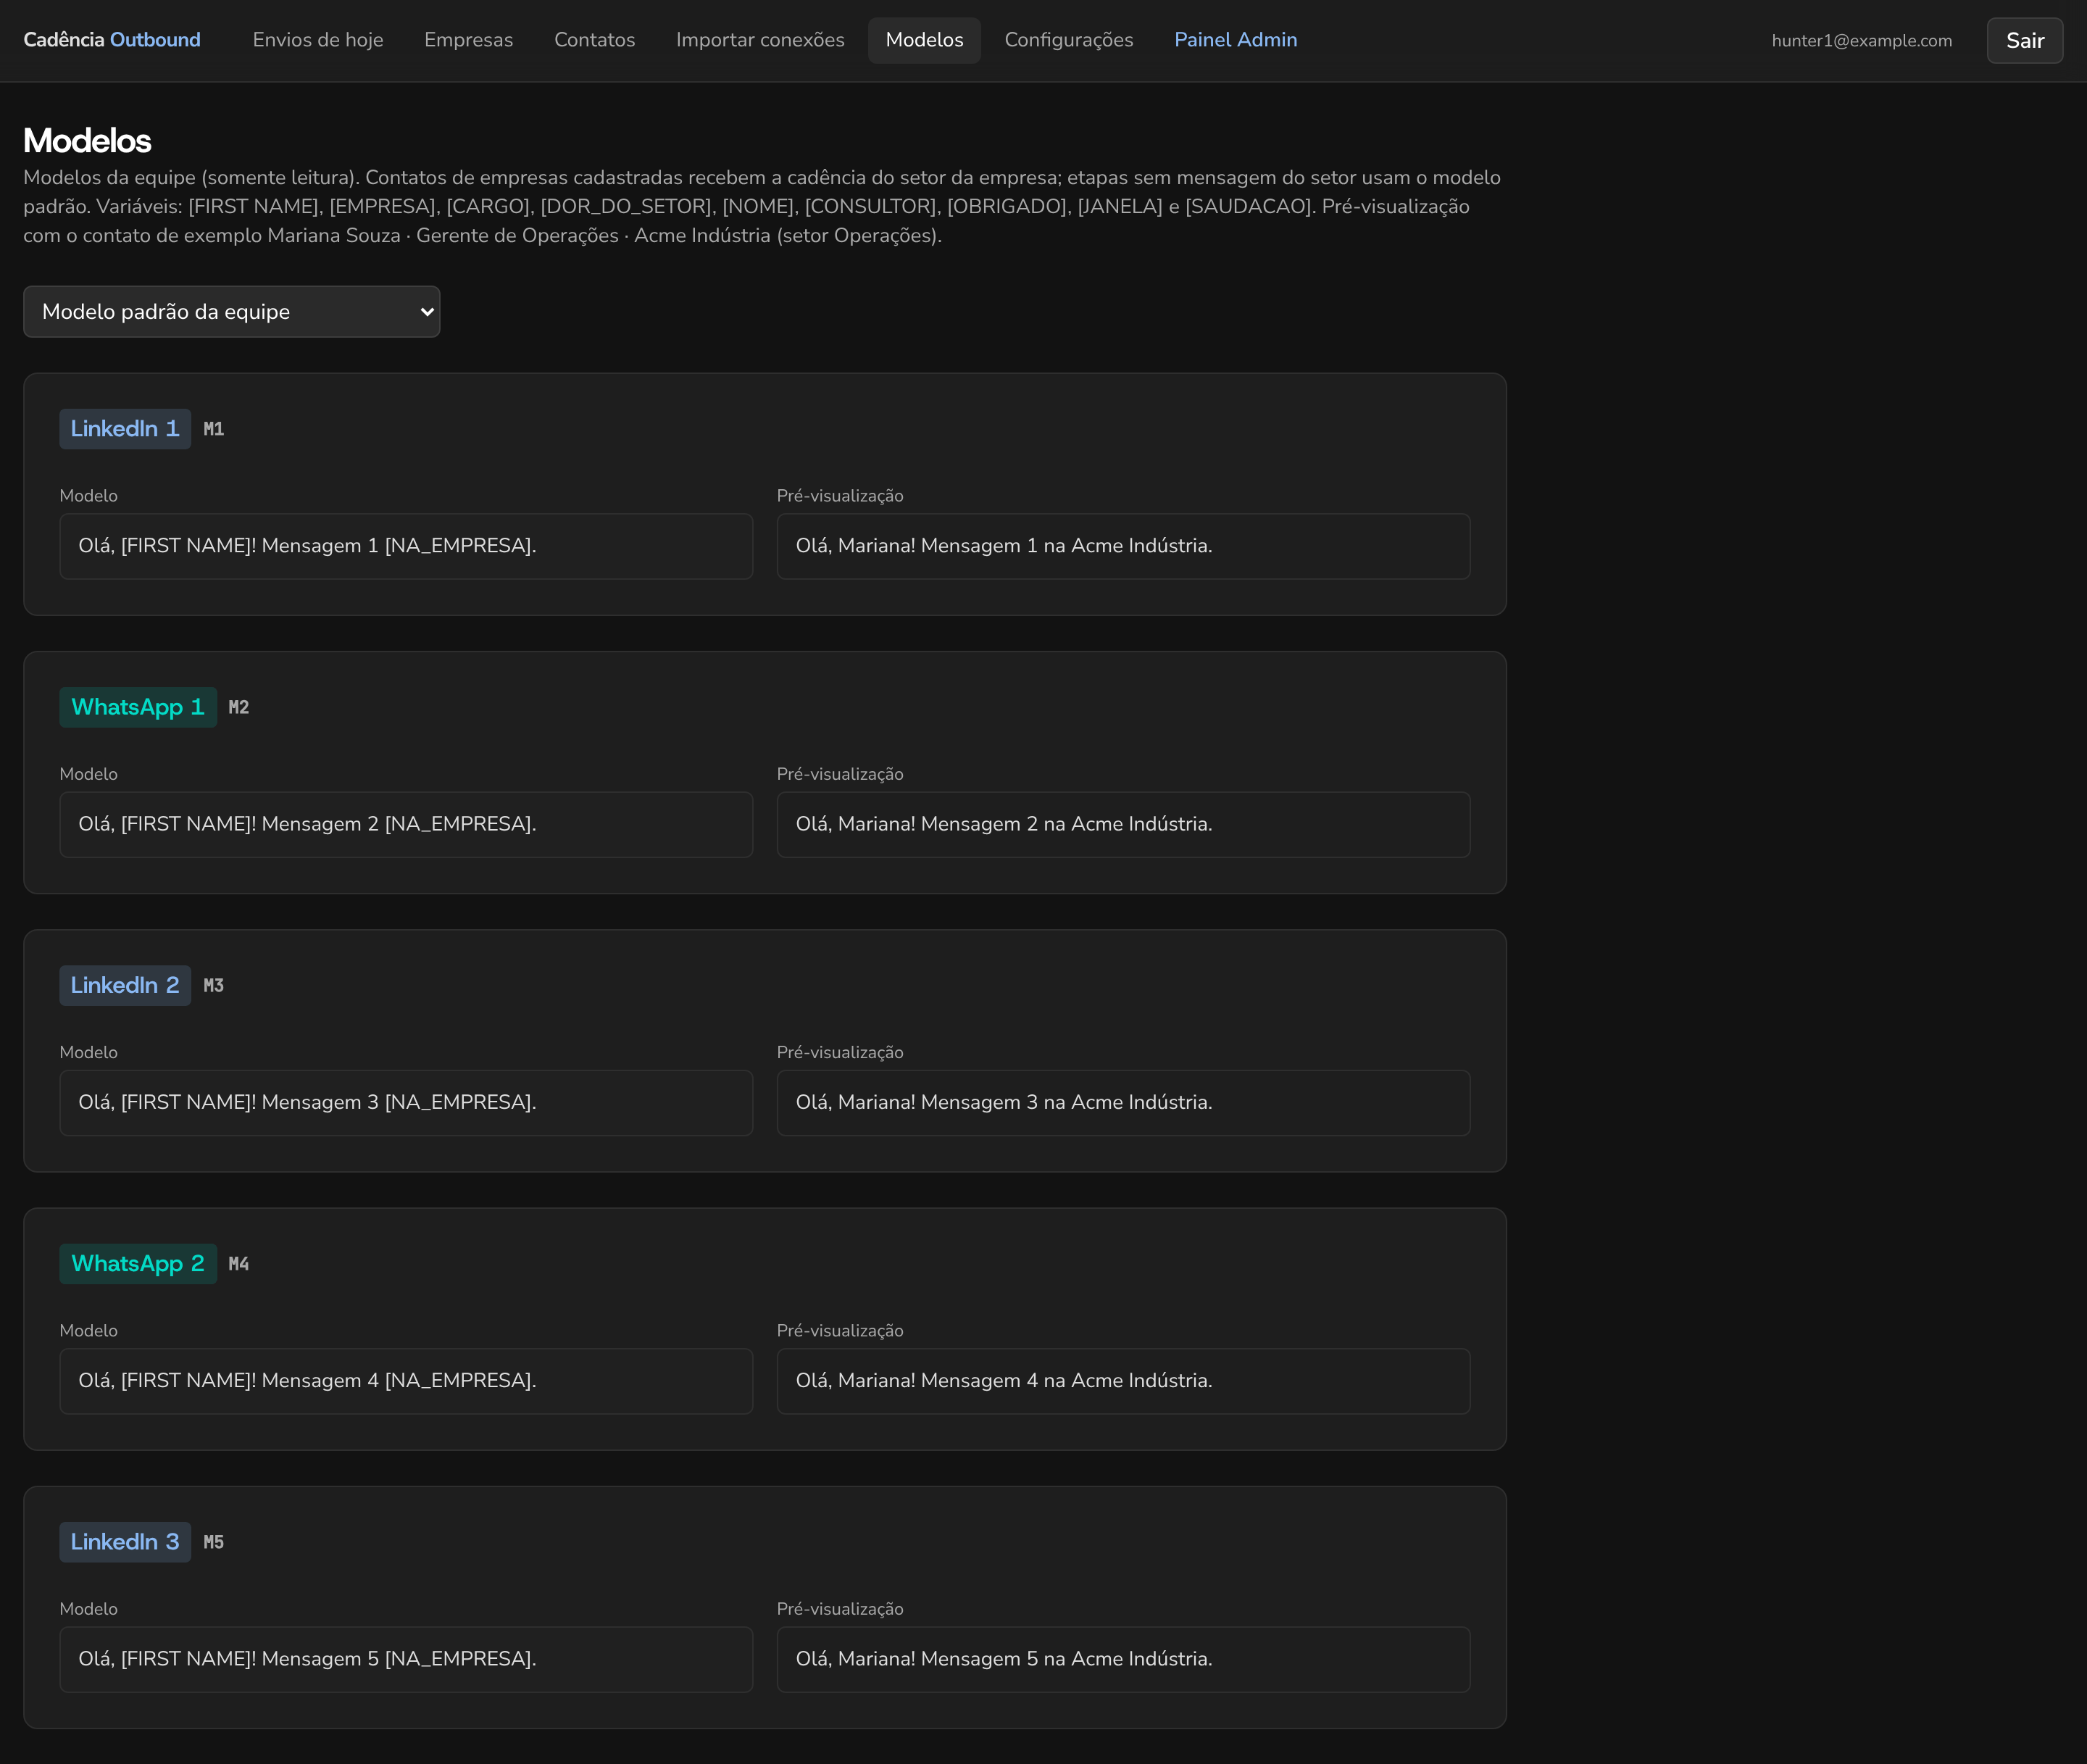 Cadência Outbound
Envios de hoje
Empresas
Contatos
Importar conexões
Modelos
Configurações
Painel Admin
hunter1@example.com
Sair
Modelos
Modelos da equipe (somente leitura). Contatos de empresas cadastradas recebem a cadência do setor da empresa; etapas sem mensagem do setor usam o modelo
padrão. Variáveis: [FIRST NAME], [EMPRESA], [CARGO], [DOR_DO_SETOR], [NOME], [CONSULTOR], [OBRIGADO], [JANELA] e [SAUDACAO]. Pré-visualização
com o contato de exemplo Mariana Souza · Gerente de Operações · Acme Indústria (setor Operações).
Modelo padrão da equipe
LinkedIn 1 M1
Modelo
Olá, [FIRST NAME]! Mensagem 1 [NA_EMPRESA].
Pré-visualização
Olá, Mariana! Mensagem 1 na Acme Indústria.
WhatsApp 1 M2
Modelo
Olá, [FIRST NAME]! Mensagem 2 [NA_EMPRESA].
Pré-visualização
Olá, Mariana! Mensagem 2 na Acme Indústria.
LinkedIn 2 M3
Modelo
Olá, [FIRST NAME]! Mensagem 3 [NA_EMPRESA].
Pré-visualização
Olá, Mariana! Mensagem 3 na Acme Indústria.
WhatsApp 2 M4
Modelo
Olá, [FIRST NAME]! Mensagem 4 [NA_EMPRESA].
Pré-visualização
Olá, Mariana! Mensagem 4 na Acme Indústria.
LinkedIn 3 M5
Modelo
Olá, [FIRST NAME]! Mensagem 5 [NA_EMPRESA].
Pré-visualização
Olá, Mariana! Mensagem 5 na Acme Indústria.